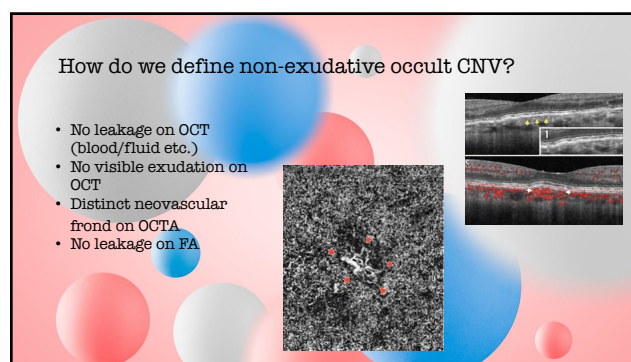 How do we define non-exudative occult CNV?
• No leakage on OCT
(blood/fluid etc.)
• No visible exudation on
OCT
• Distinct neovascular
frond on OCTA
• No leakage on FA
1